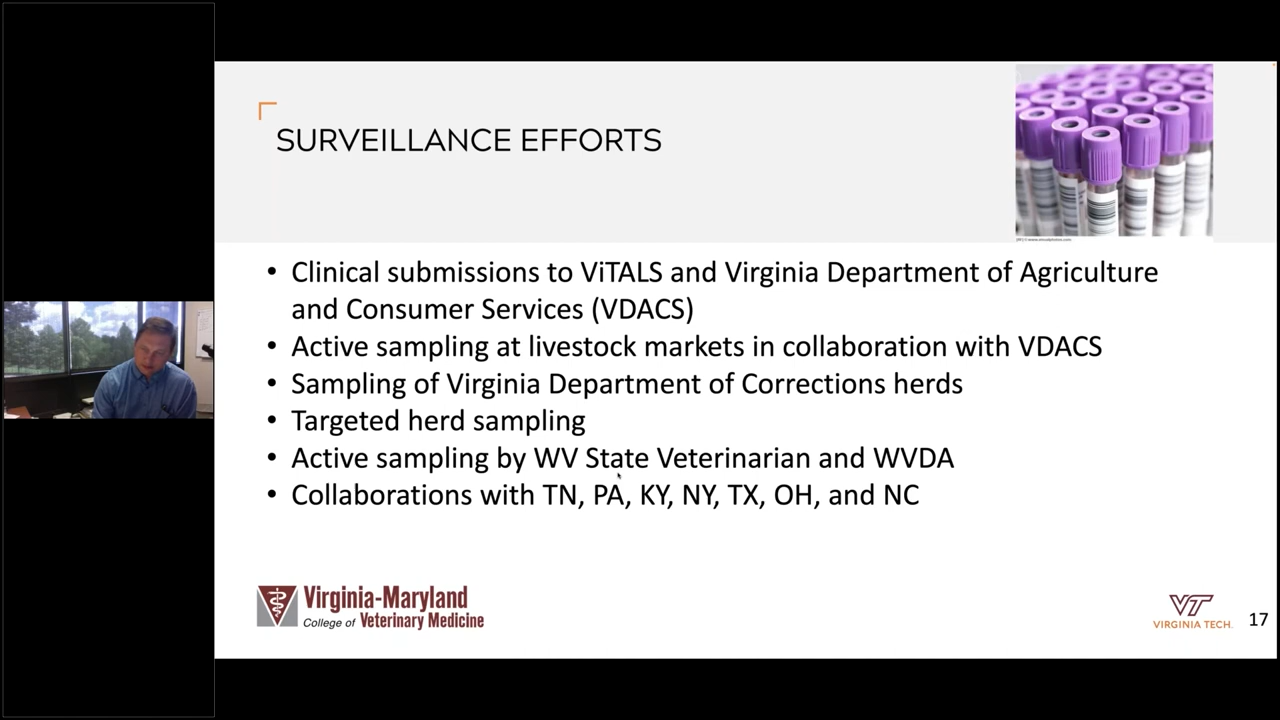 SURVEILLANCE EFFORTS
• Clinical submissions to ViTALS and Virginia Department of Agriculture
and Consumer Services (VDACS)
• Active sampling at livestock markets in collaboration with VDACS
• Sampling of Virginia Department of Corrections herds
• Targeted herd sampling
• Active sampling by WV State Veterinarian and WVDA
• Collaborations with TN, PA, KY, NY, TX, OH, and NC
Virginia-Maryland
College of Veterinary Medicine
VT
VIRGINIA TECH.
17